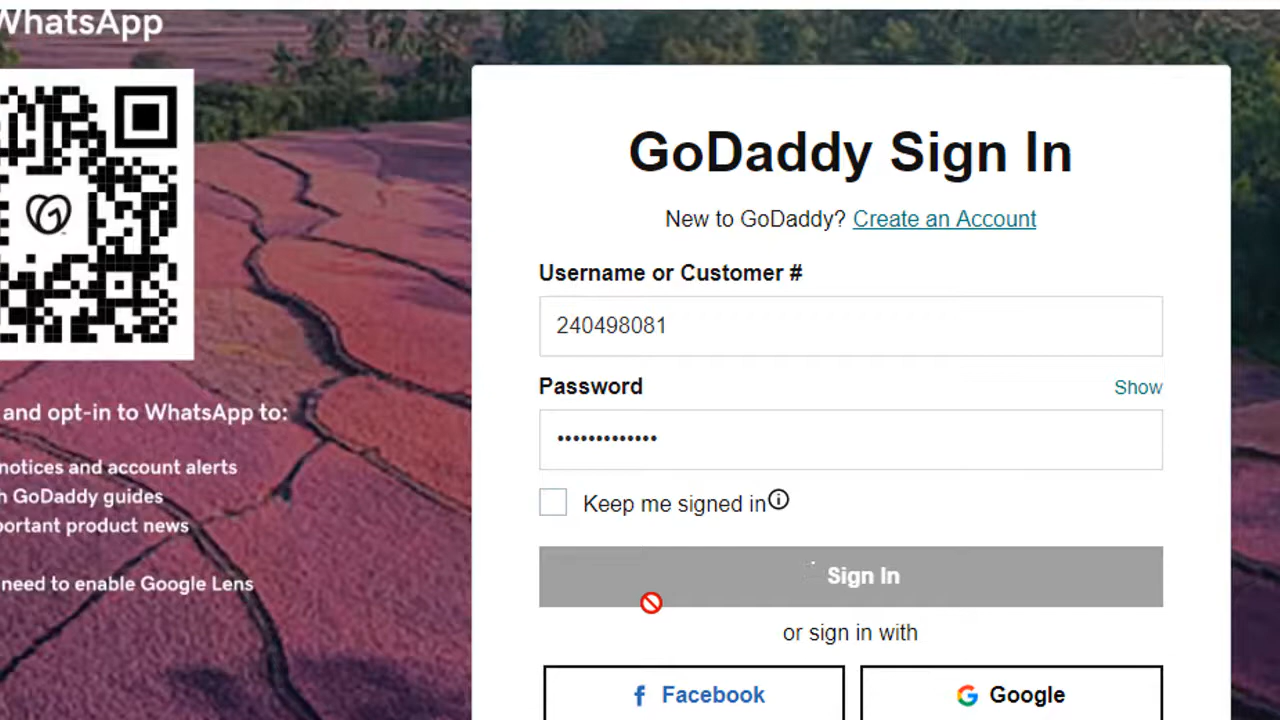 WhatsApp
and opt-in to WhatsApp to:
notices and account alerts
GoDaddy guides
product news
need to enable Google Lens
GoDaddy Sign In
New to GoDaddy? Create an Account
Username or Customer #
240498081
Password
Show
•••••••••••••
Keep me signed in
Sign In
or sign in with
Facebook
Google